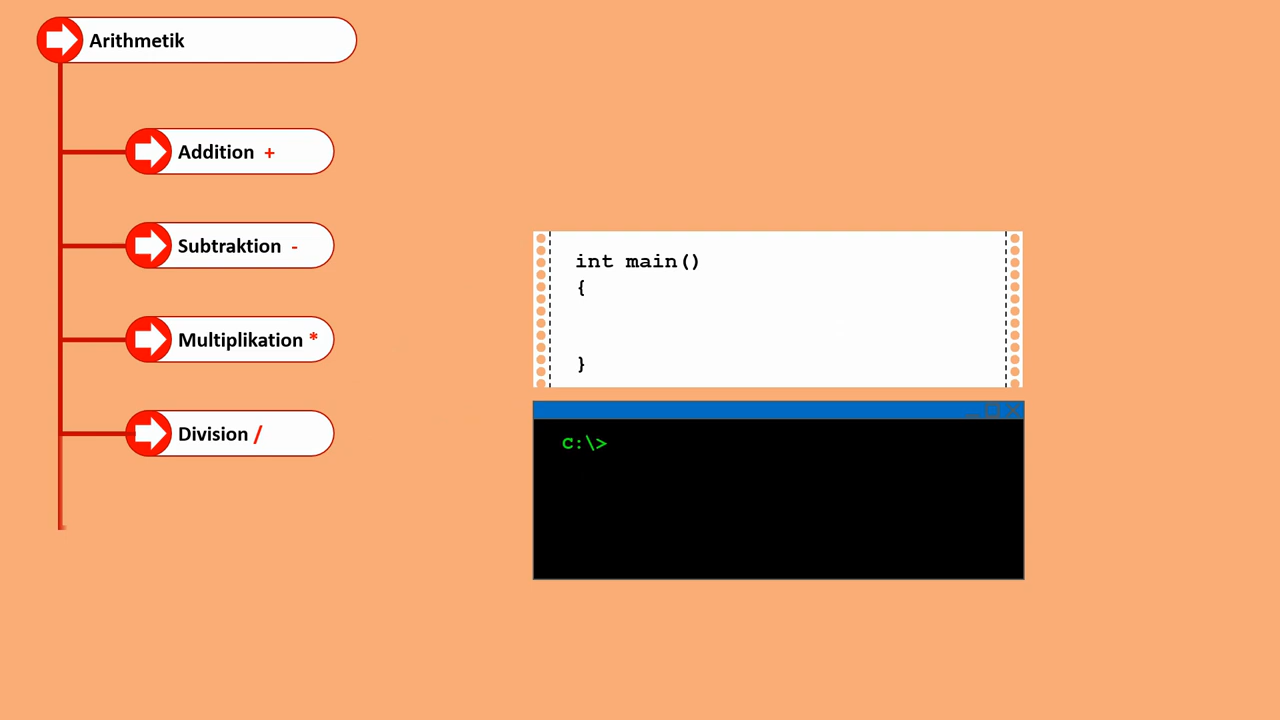 Arithmetik
Addition +
Subtraktion -
Multiplikation *
Division /
int main()
{
}
C:\>